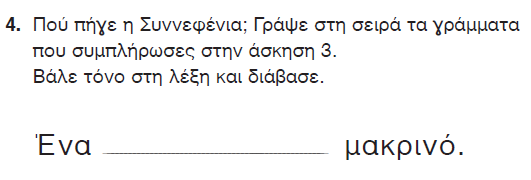 4. Πού πήγε η Συννεφένια; Γράψε στη σειρά τα γράμματα
που συμπλήρωσες στην άσκηση 3.
Βάλε τόνο στη λέξη και διάβασε.
Ένα ____________ μακρινό.